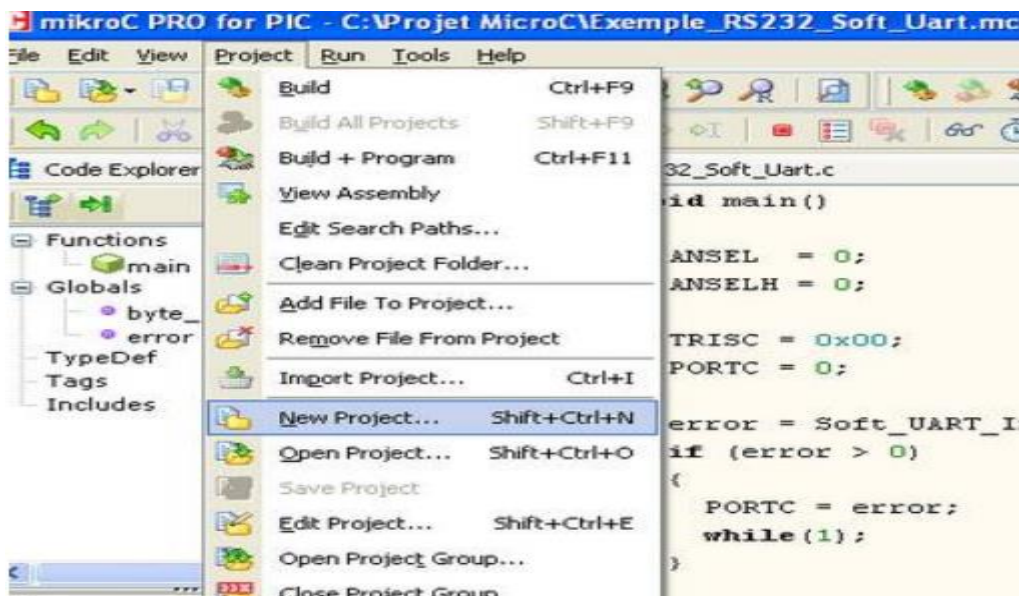 mikroC PRO for PIC - C:\Projet MicroC\Exemple_RS232_Soft_Uart.mc
File Edit View Project Run Tools Help
Code Explorer
Functions
main
Globals
byte_
error
TypeDef
Tags
Includes
Build Ctrl+F9
Build All Projects Shift+F9
Build + Program Ctrl+F11
View Assembly
Edit Search Paths...
Clean Project Folder...
Add File To Project...
Remove File From Project
Import Project... Ctrl+I
New Project... Shift+Ctrl+N
Open Project... Shift+Ctrl+O
Save Project
Edit Project... Shift+Ctrl+E
Open Project Group...
Close Project Group
32_Soft_Uart.c
id main()
ANSEL = 0;
ANSELH = 0;
TRISC = 0x00;
PORTC = 0;
error = Soft_UART_I
if (error > 0)
{
PORTC = error;
while(1);
}